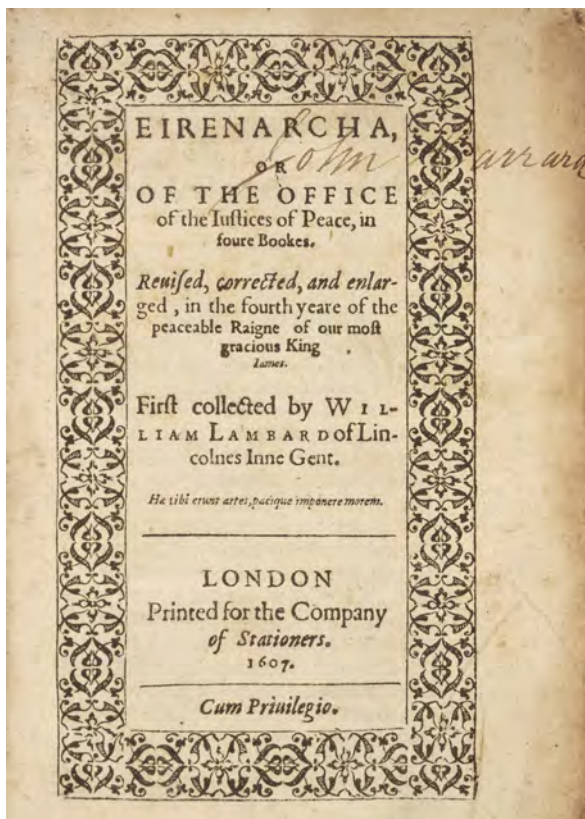 EIRENARCHA,
John
OR
OF THE OFFICE
of the Iuſtices of Peace, in
foure Bookes.
Reuiſed, corrected, and enlar-
ged, in the fourth yeare of the
peaceable Raigne of our moſt
gracious King
Iames.
Firſt collected by WIL-
LIAM LAMBARD of Lin-
colnes Inne Gent.
Hæ tibi erunt artes, pacique imponere morem.
LONDON
Printed for the Company
of Stationers.
1607.
Cum Priuilegio.